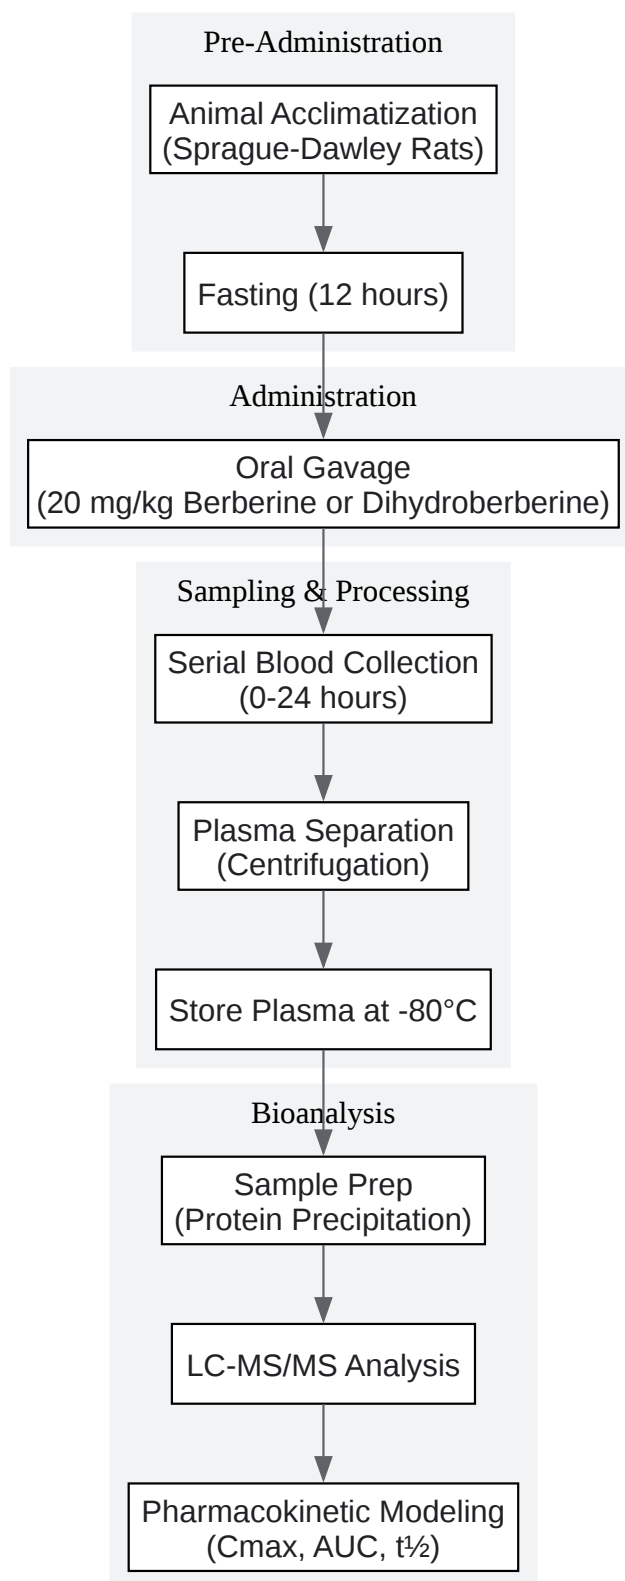 Pre-Administration
Animal Acclimatization
(Sprague-Dawley Rats)
Fasting (12 hours)
Administration
Oral Gavage
(20 mg/kg Berberine or Dihydroberberine)
Sampling & Processing
Serial Blood Collection
(0-24 hours)
Plasma Separation
(Centrifugation)
Store Plasma at -80°C
Bioanalysis
Sample Prep
(Protein Precipitation)
LC-MS/MS Analysis
Pharmacokinetic Modeling
(Cmax, AUC, t½)